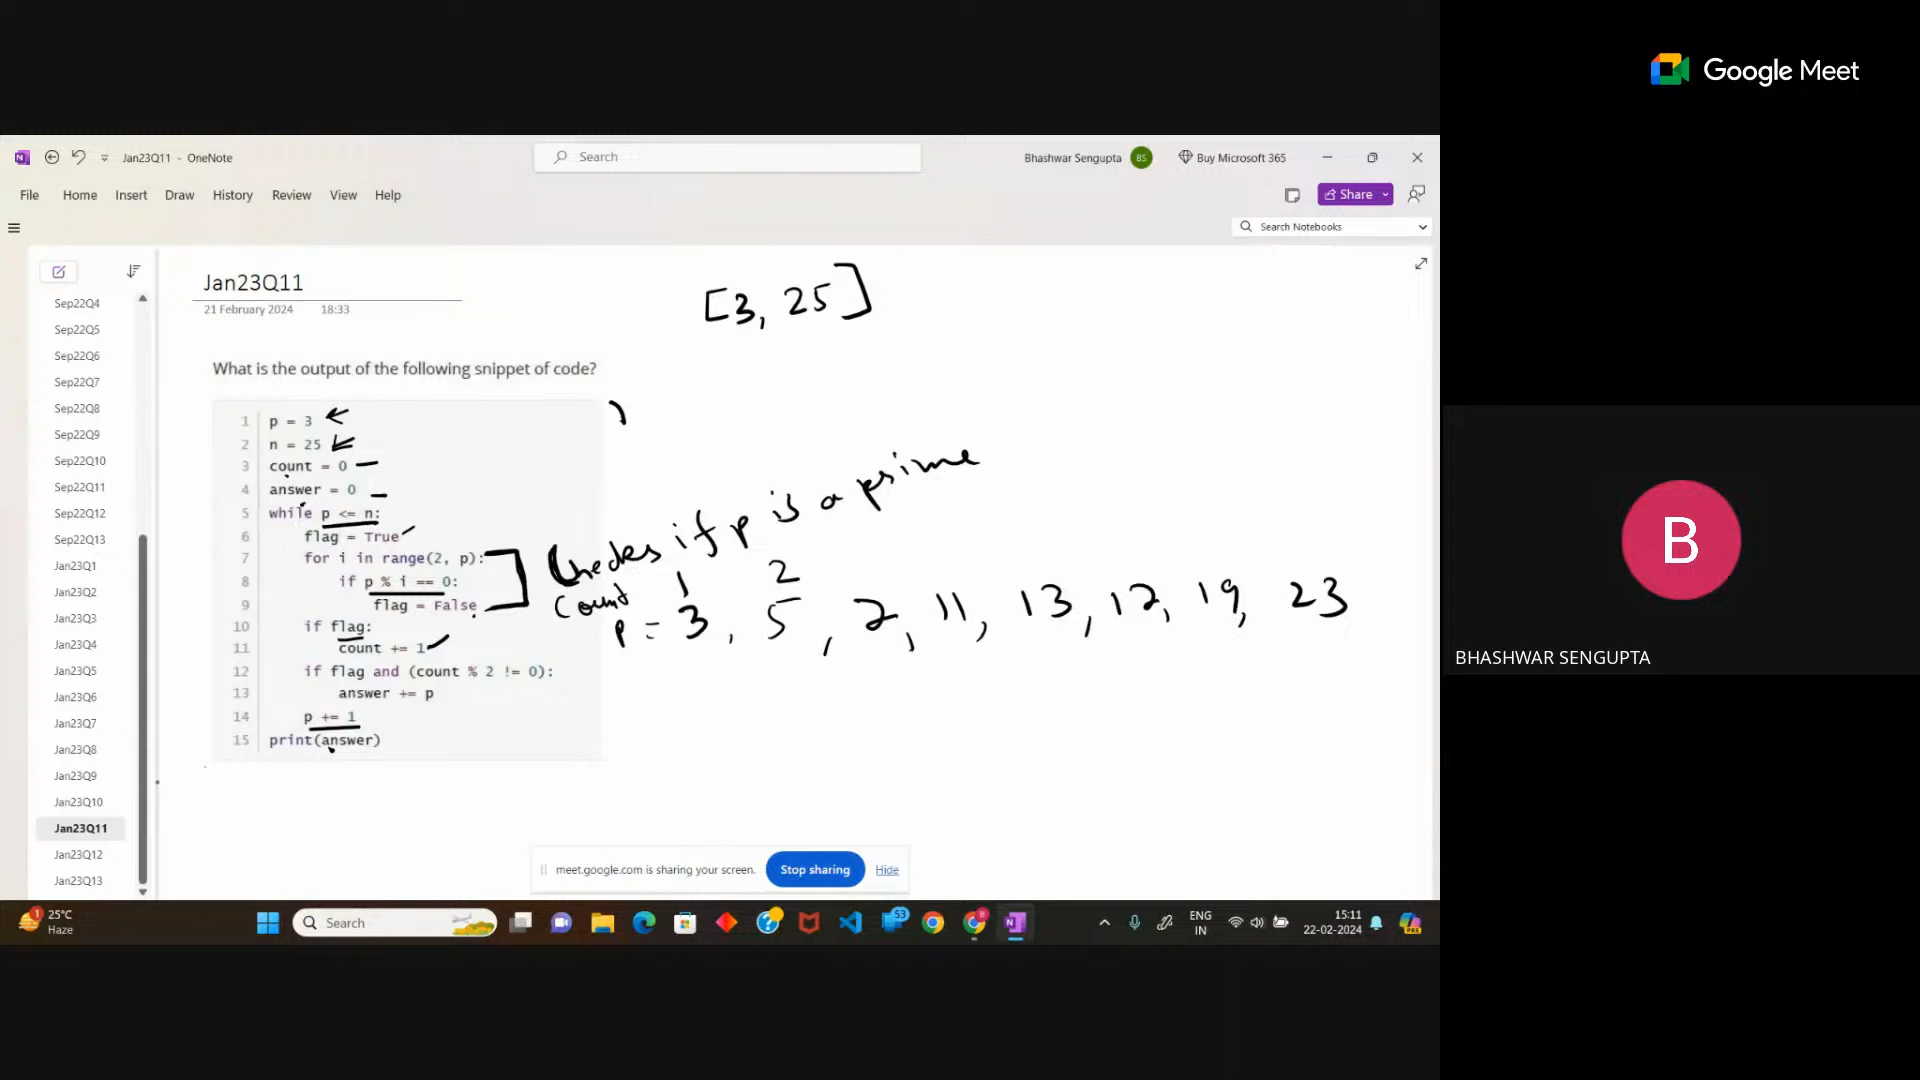 Google Meet
Jan23Q11 - OneNote
Search
Bhashwar Sengupta
BS
Buy Microsoft 365
File
Home
Insert
Draw
History
Review
View
Help
Share
Search Notebooks
Sep22Q4
Sep22Q5
Sep22Q6
Sep22Q7
Sep22Q8
Sep22Q9
Sep22Q10
Sep22Q11
Sep22Q12
Sep22Q13
Jan23Q1
Jan23Q2
Jan23Q3
Jan23Q4
Jan23Q5
Jan23Q6
Jan23Q7
Jan23Q8
Jan23Q9
Jan23Q10
Jan23Q11
Jan23Q12
Jan23Q13
Jan23Q11
21 February 2024 18:33
[3, 25]
What is the output of the following snippet of code?
1 p = 3
2 n = 25
3 count = 0
4 answer = 0
5 while p <= n:
6 flag = True
7 for i in range(2, p):
8 if p % i == 0:
9 flag = False
10 if flag:
11 count += 1
12 if flag and (count % 2 != 0):
13 answer += p
14 p += 1
15 print(answer)
Checks if p is a prime
Count 1 2
p = 3, 5, 7, 11, 13, 17, 19, 23
B
BHASHWAR SENGUPTA
meet.google.com is sharing your screen.
Stop sharing
Hide
1
25°C
Haze
Search
53
ENG
IN
15:11
22-02-2024